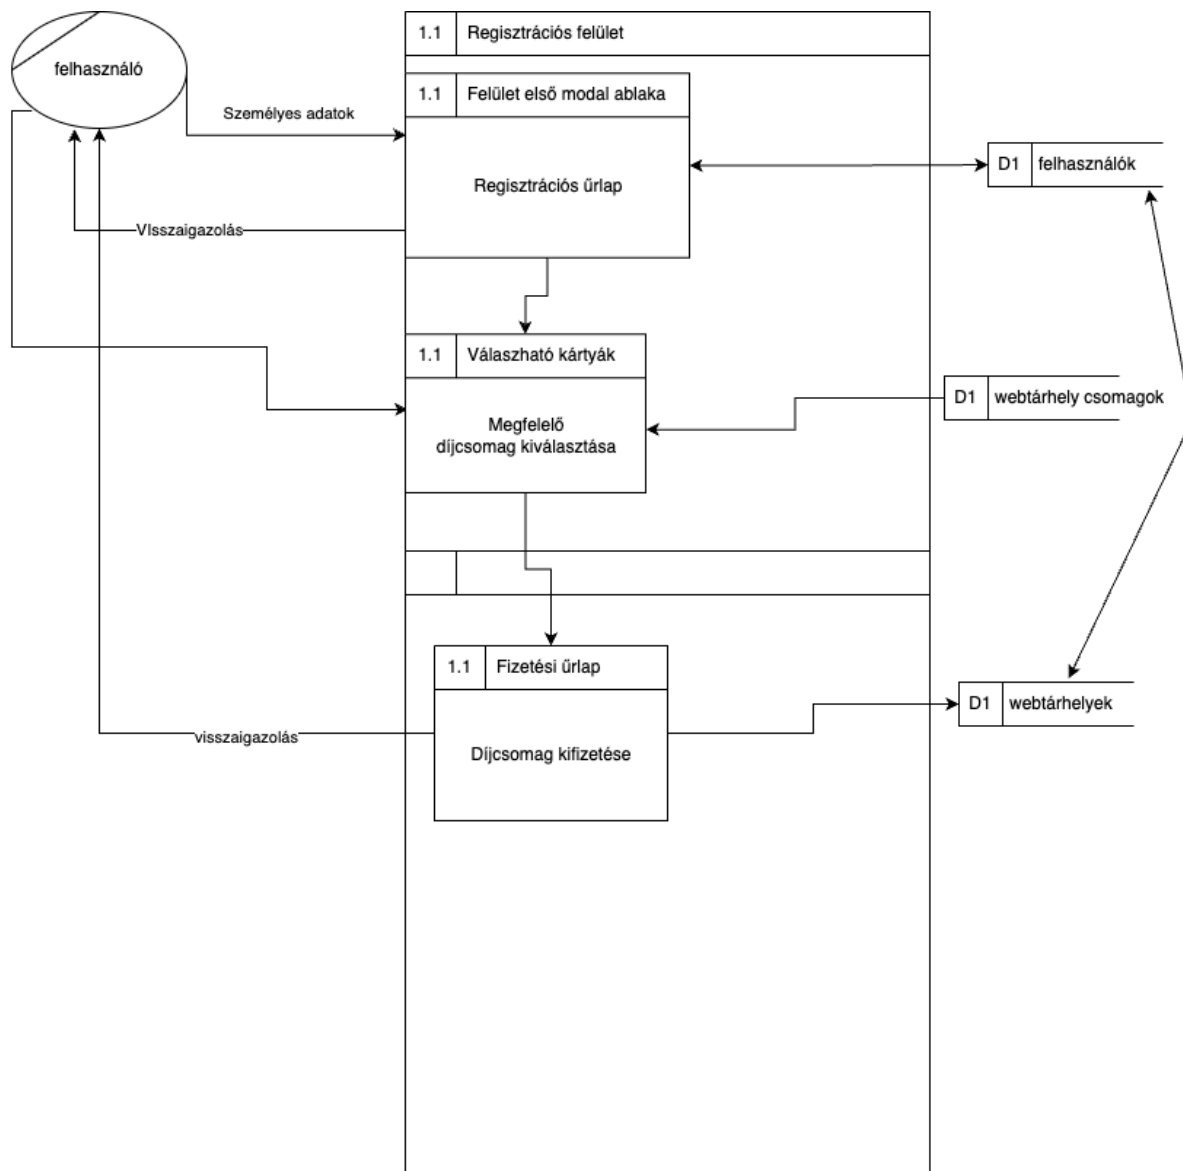 felhasználó
1.1 Regisztrációs felület
1.1 Felület első modal ablaka
Személyes adatok
Regisztrációs űrlap
D1 felhasználók
VIsszaigazolás
1.1 Válaszható kártyák
Megfelelő
díjcsomag kiválasztása
D1 webtárhely csomagok
1.1 Fizetési űrlap
D1 webtárhelyek
visszaigazolás
Díjcsomag kifizetése